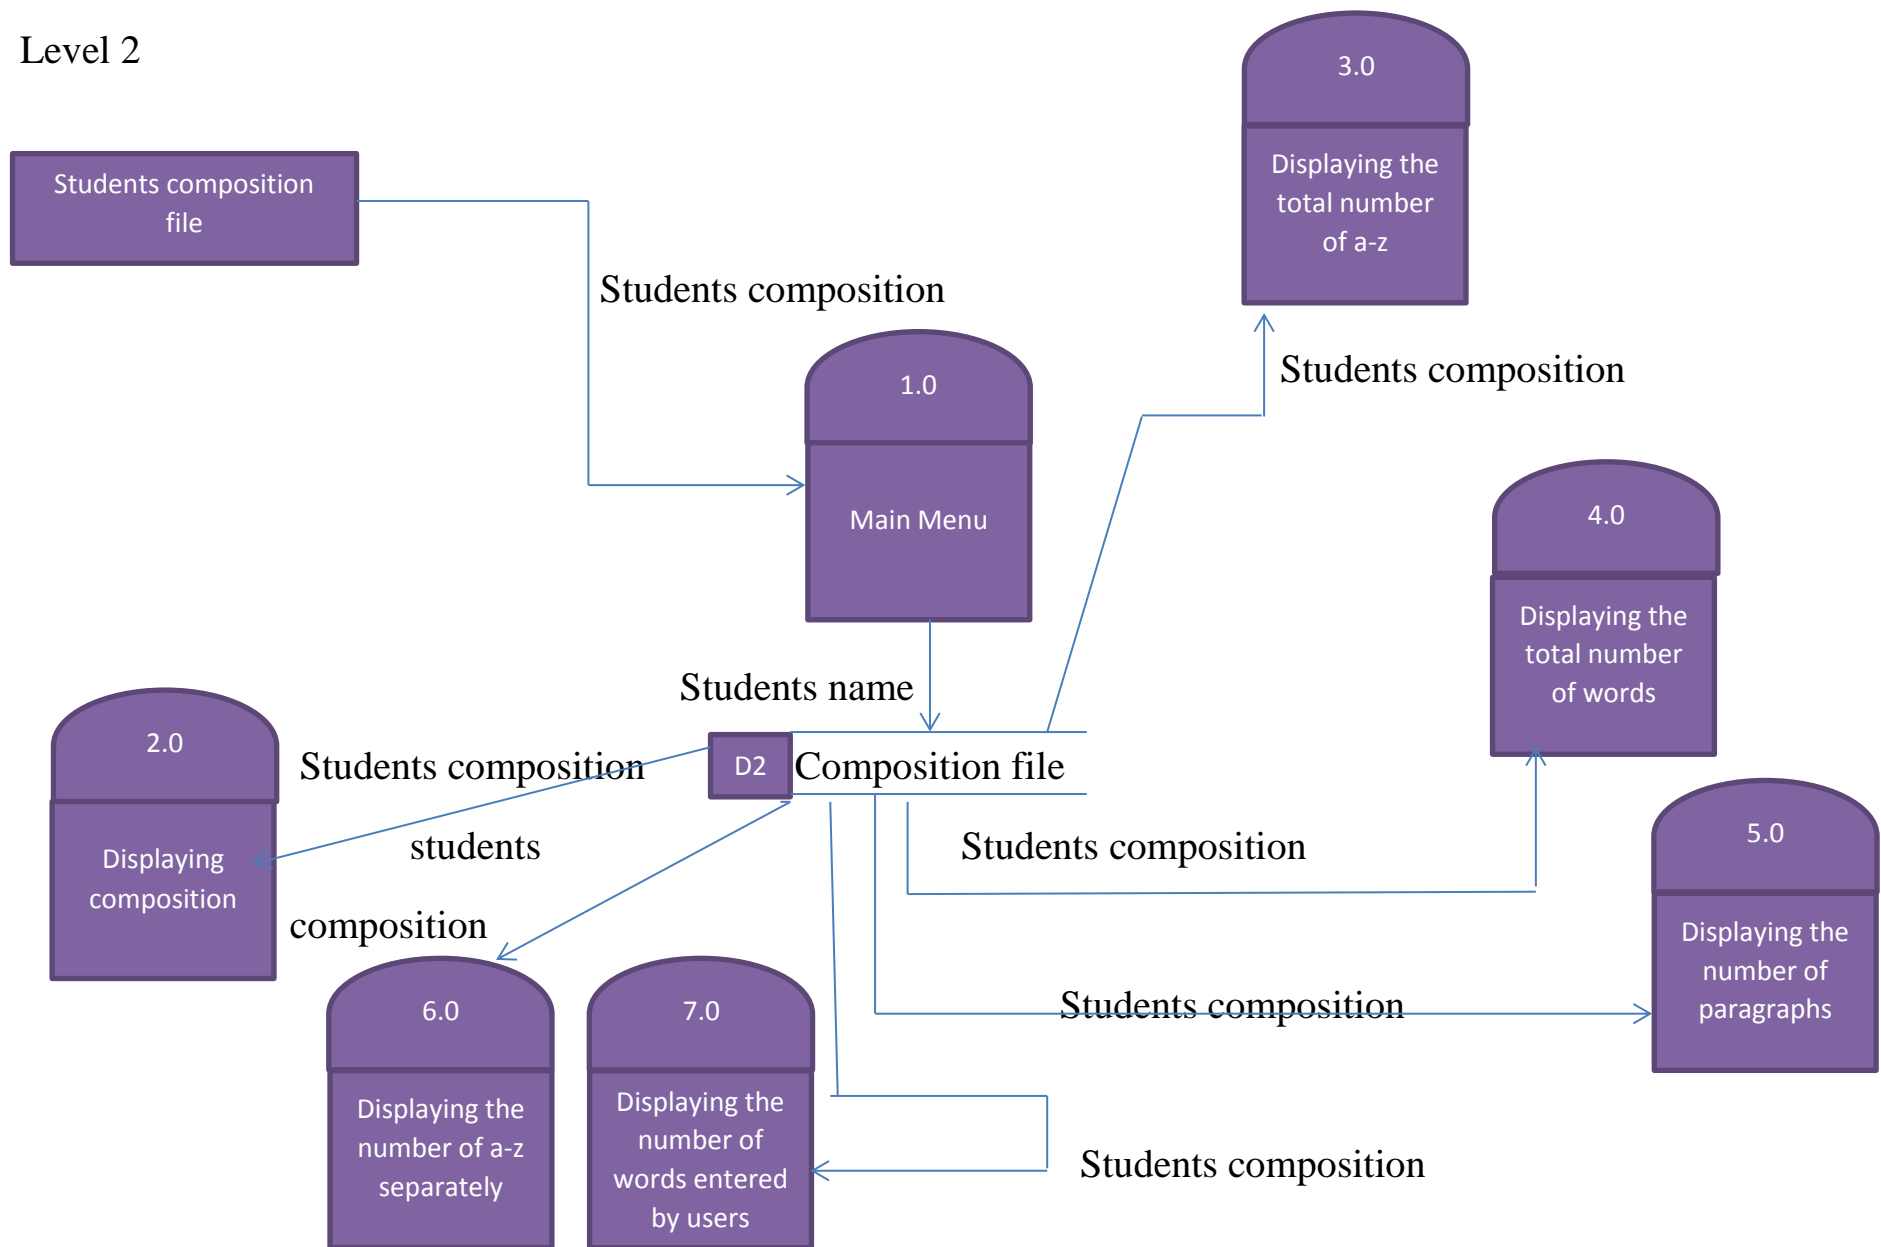 Level 2
3.0
Displaying the
total number
of a-z
Students composition
file
Students composition
1.0
Main Menu
Students composition
4.0
Displaying the
total number
of words
Students name
2.0
Displaying
composition
Students composition
D2
Composition file
students
composition
Students composition
5.0
Displaying the
number of
paragraphs
Students composition
6.0
Displaying the
number of a-z
separately
7.0
Displaying the
number of
words entered
by users
Students composition